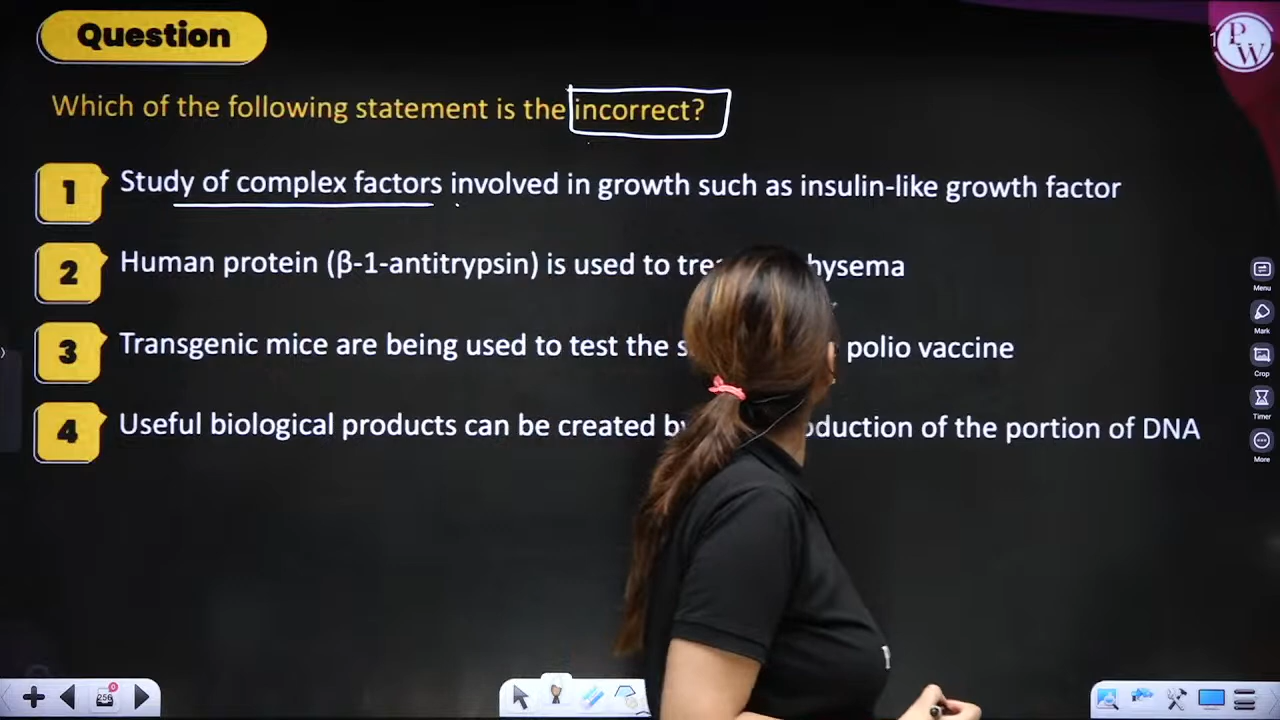 Question
PW
Which of the following statement is the incorrect?
1 Study of complex factors involved in growth such as insulin-like growth factor
2 Human protein (β-1-antitrypsin) is used to hysema
3 Transgenic mice are being used to test the polio vaccine
4 Useful biological products can be created oduction of the portion of DNA
Menu
Mark
Crop
Timer
More
256